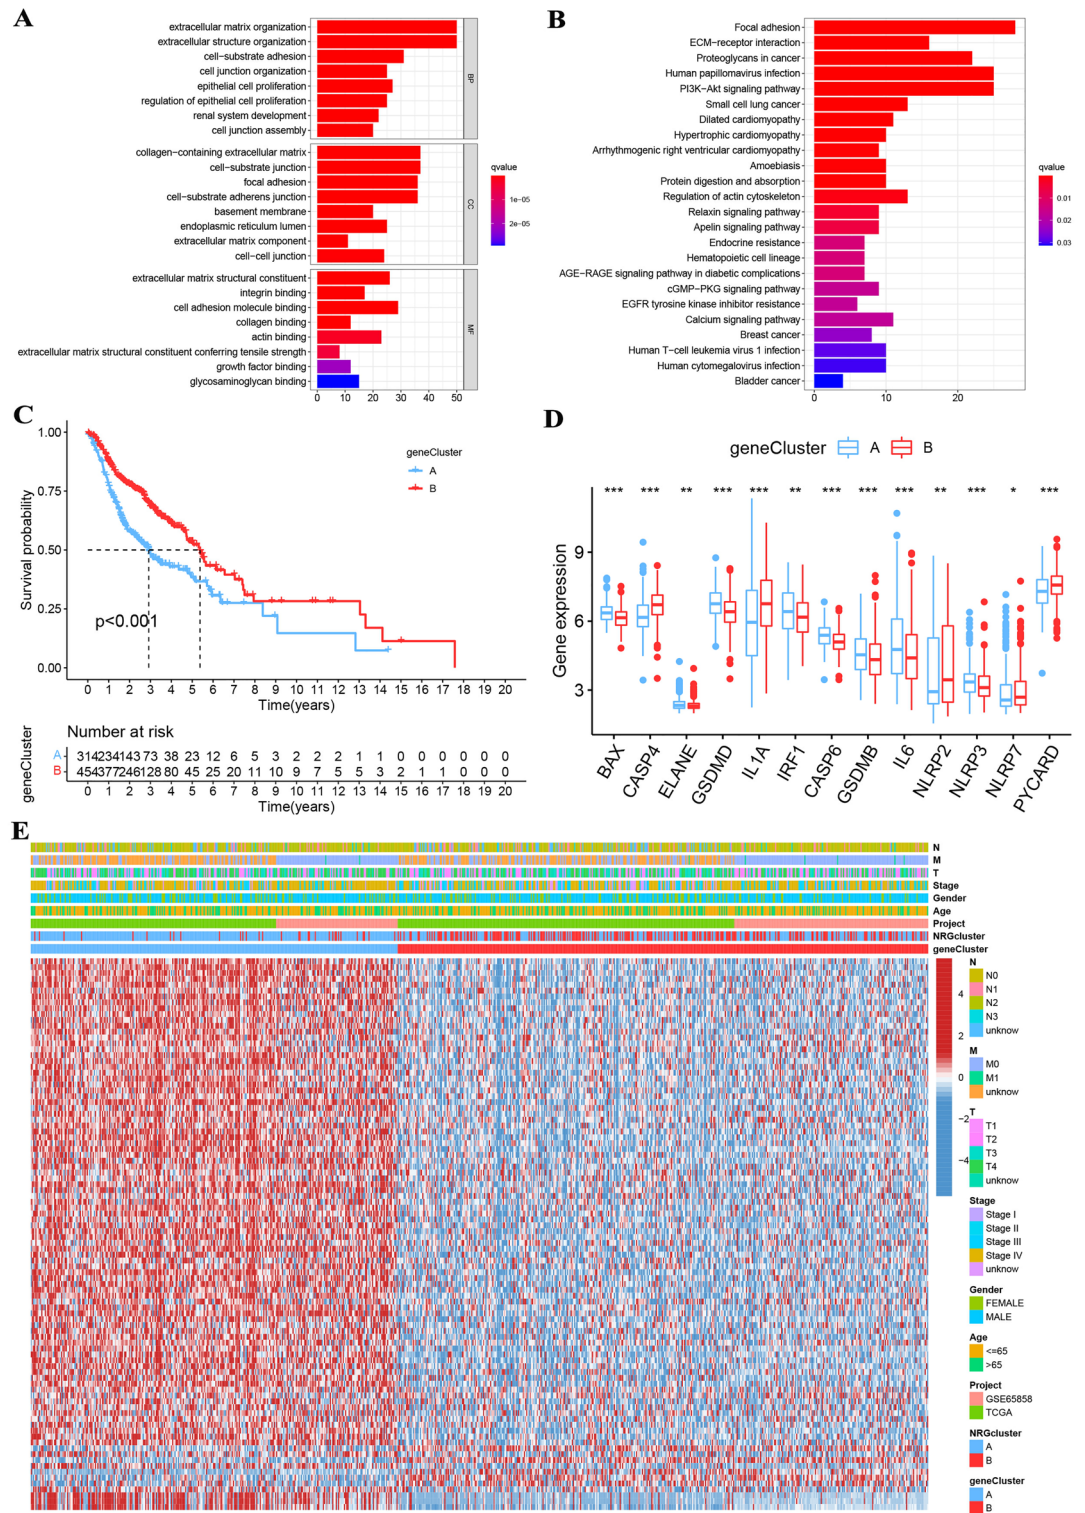 A
extracellular matrix organization
extracellular structure organization
cell−substrate adhesion
cell junction organization
epithelial cell proliferation
regulation of epithelial cell proliferation
renal system development
cell junction assembly
BP
collagen−containing extracellular matrix
cell−substrate junction
focal adhesion
cell−substrate adherens junction
basement membrane
endoplasmic reticulum lumen
extracellular matrix component
cell−cell junction
CC
extracellular matrix structural constituent
integrin binding
cell adhesion molecule binding
collagen binding
actin binding
extracellular matrix structural constituent conferring tensile strength
growth factor binding
glycosaminoglycan binding
MF
0 10 20 30 40 50
qvalue
1e−05
2e−05
B
Focal adhesion
ECM−receptor interaction
Proteoglycans in cancer
Human papillomavirus infection
PI3K−Akt signaling pathway
Small cell lung cancer
Dilated cardiomyopathy
Hypertrophic cardiomyopathy
Arrhythmogenic right ventricular cardiomyopathy
Amoebiasis
Protein digestion and absorption
Regulation of actin cytoskeleton
Relaxin signaling pathway
Apelin signaling pathway
Endocrine resistance
Hematopoietic cell lineage
AGE−RAGE signaling pathway in diabetic complications
cGMP−PKG signaling pathway
EGFR tyrosine kinase inhibitor resistance
Calcium signaling pathway
Breast cancer
Human T−cell leukemia virus 1 infection
Human cytomegalovirus infection
Bladder cancer
0 10 20
qvalue
0.01
0.02
0.03
C
Survival probability
1.00
0.75
0.50
0.25
0.00
p<0.001
geneCluster
A
B
0 1 2 3 4 5 6 7 8 9 10 11 12 13 14 15 16 17 18 19 20
Time(years)
Number at risk
geneCluster
A 314 234 143 73 38 23 12 6 5 3 2 2 2 1 1 0 0 0 0 0 0
B 454 377 246 128 80 45 25 20 11 10 9 7 5 5 3 2 1 1 0 0 0
0 1 2 3 4 5 6 7 8 9 10 11 12 13 14 15 16 17 18 19 20
Time(years)
D
geneCluster A B
Gene expression
9
6
3
*** *** ** *** *** ** *** *** *** ** *** * ***
BAX CASP4 ELANE GSDMD IL1A IRF1 CASP6 GSDMB IL6 NLRP2 NLRP3 NLRP7 PYCARD
E
N
M
T
Stage
Gender
Age
Project
NRGcluster
geneCluster
4
2
0
−2
−4
N
N0
N1
N2
N3
unknow
M
M0
M1
unknow
T
T1
T2
T3
T4
unknow
Stage
Stage I
Stage II
Stage III
Stage IV
unknow
Gender
FEMALE
MALE
Age
<=65
>65
Project
GSE65858
TCGA
NRGcluster
A
B
geneCluster
A
B